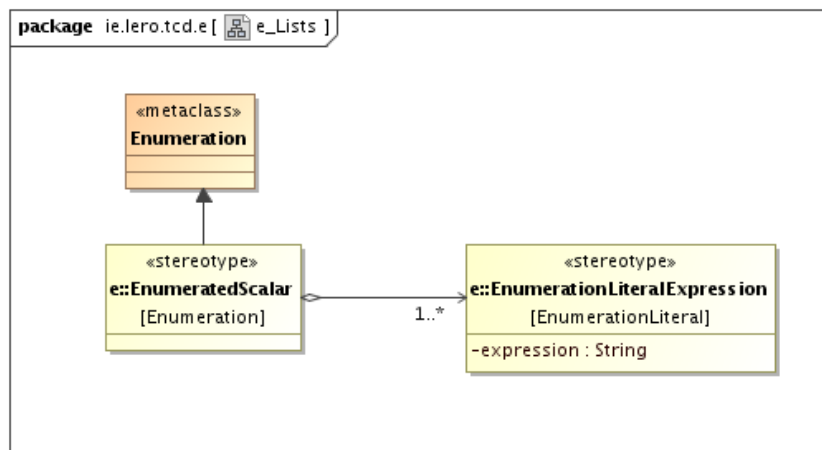 package ie.lero.tcd.e [ e_Lists ]
«metaclass»
Enumeration
«stereotype»
e::EnumeratedScalar
[Enumeration]
1..*
«stereotype»
e::EnumerationLiteralExpression
[EnumerationLiteral]
-expression : String